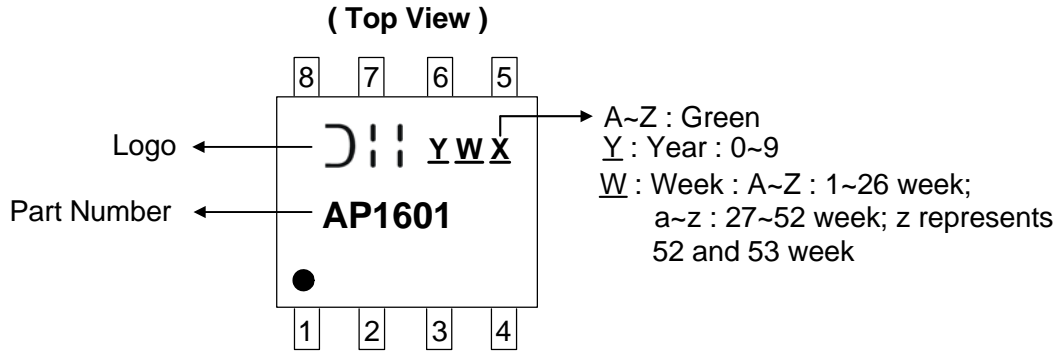 ( Top View )
8 7 6 5
Logo
Y W X
A~Z : Green
Y : Year : 0~9
W : Week : A~Z : 1~26 week;
a~z : 27~52 week; z represents
52 and 53 week
Part Number
AP1601
1 2 3 4